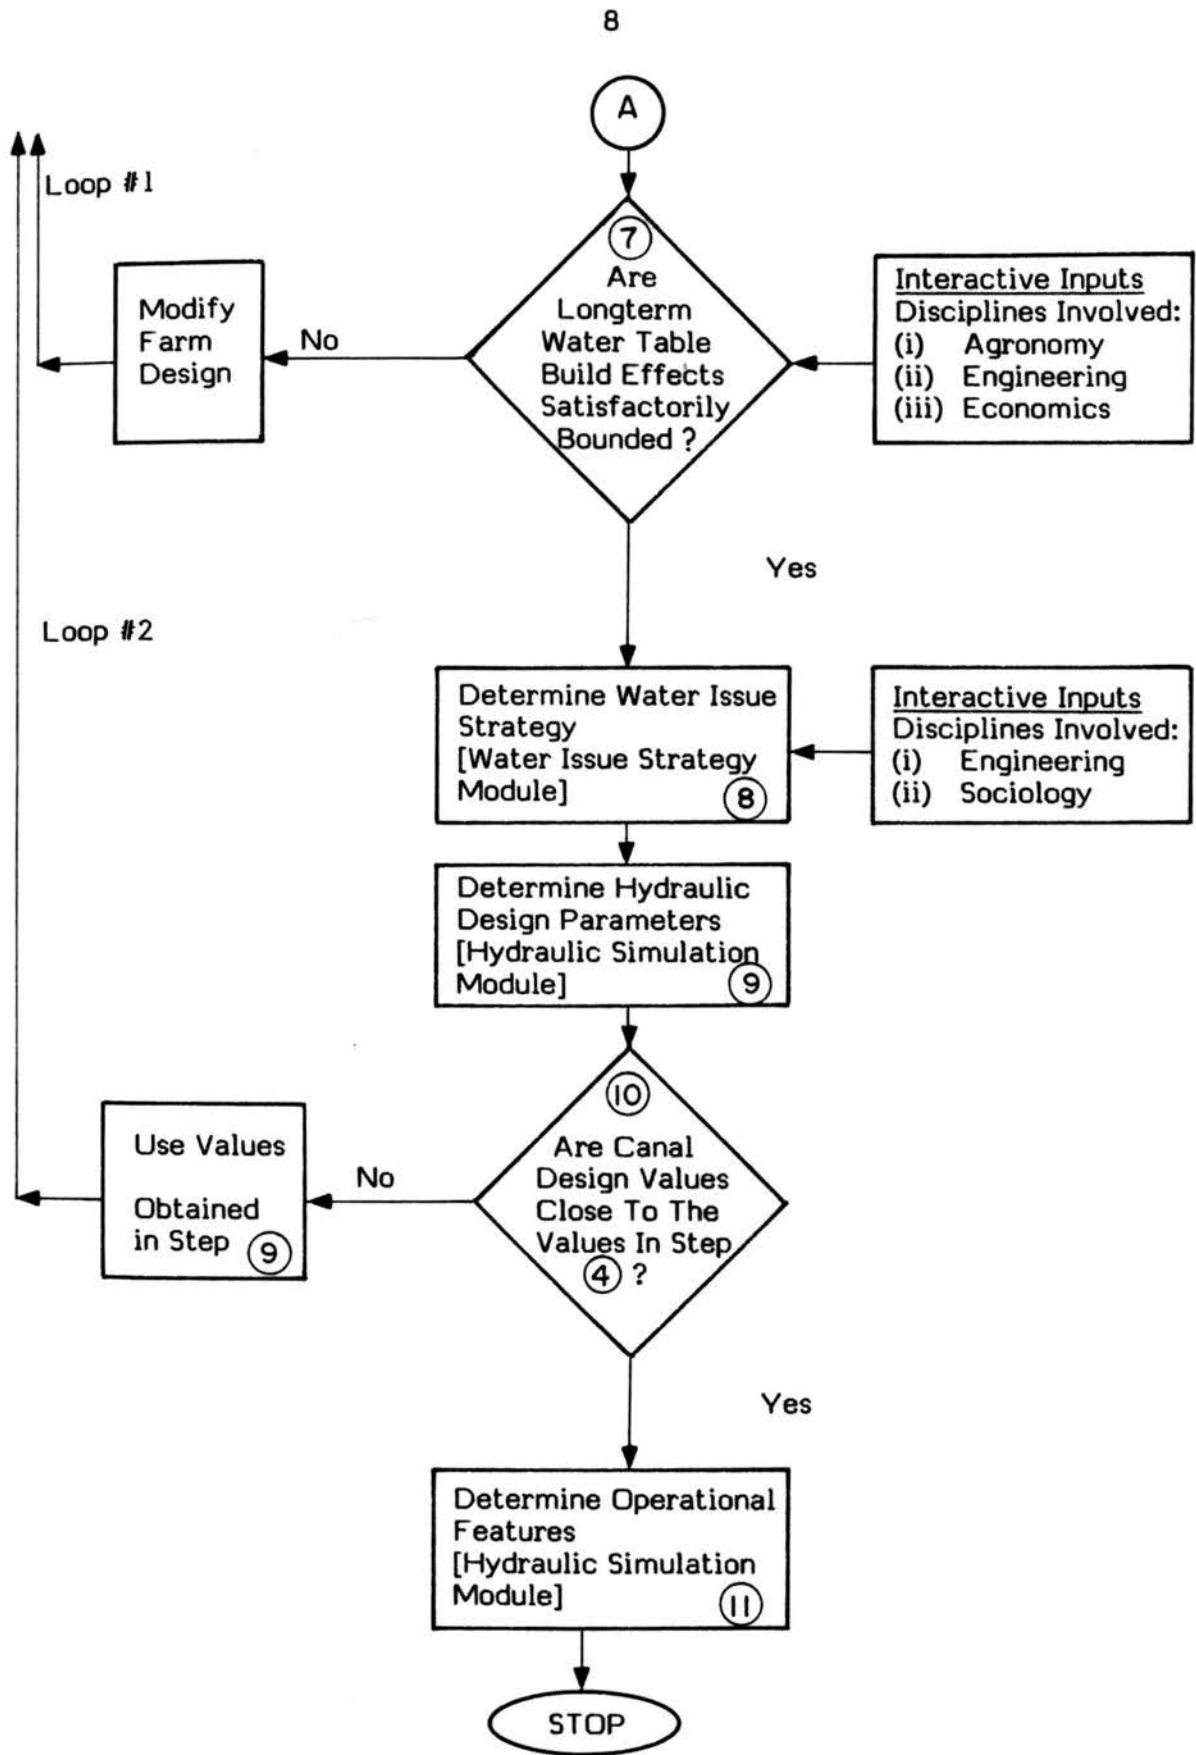 8
A
Loop #1
7
Are
Longterm
Water Table
Build Effects
Satisfactorily
Bounded ?
Interactive Inputs
Disciplines Involved:
(i) Agronomy
(ii) Engineering
(iii) Economics
No
Modify
Farm
Design
Yes
Loop #2
Determine Water Issue
Strategy
[Water Issue Strategy
Module]
8
Interactive Inputs
Disciplines Involved:
(i) Engineering
(ii) Sociology
Determine Hydraulic
Design Parameters
[Hydraulic Simulation
Module]
9
10
Are Canal
Design Values
Close To The
Values In Step
4 ?
No
Use Values
Obtained
in Step 9
Yes
Determine Operational
Features
[Hydraulic Simulation
Module]
11
STOP